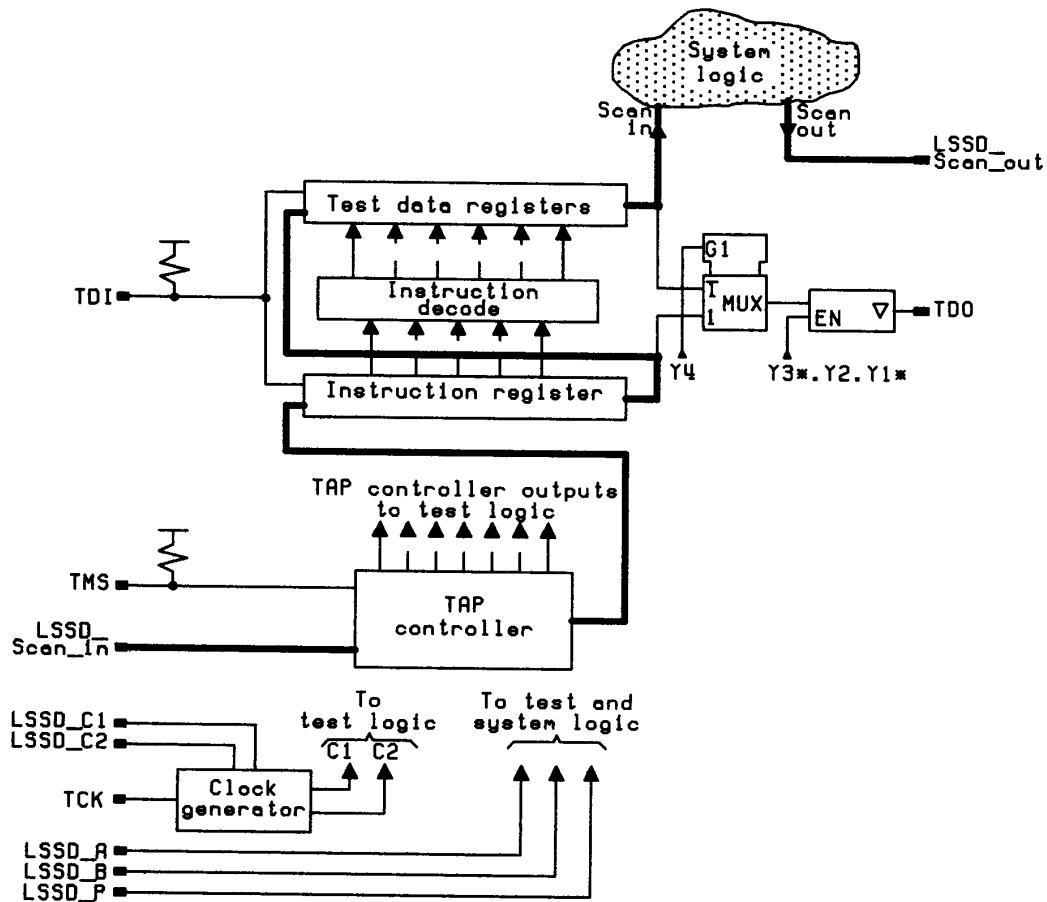 System
logic
Scan
in
Scan
out
LSSD_
Scan_out
Test data registers
G1
TDI
Instruction
decode
1
MUX
1
EN
▽
TDO
Y4
Y3*.Y2.Y1*
Instruction register
TAP controller outputs
to test logic
TMS
TAP
controller
LSSD_
Scan_in
To
test logic
C1 C2
To test and
system logic
LSSD_C1
LSSD_C2
TCK
Clock
generator
LSSD_A
LSSD_B
LSSD_P